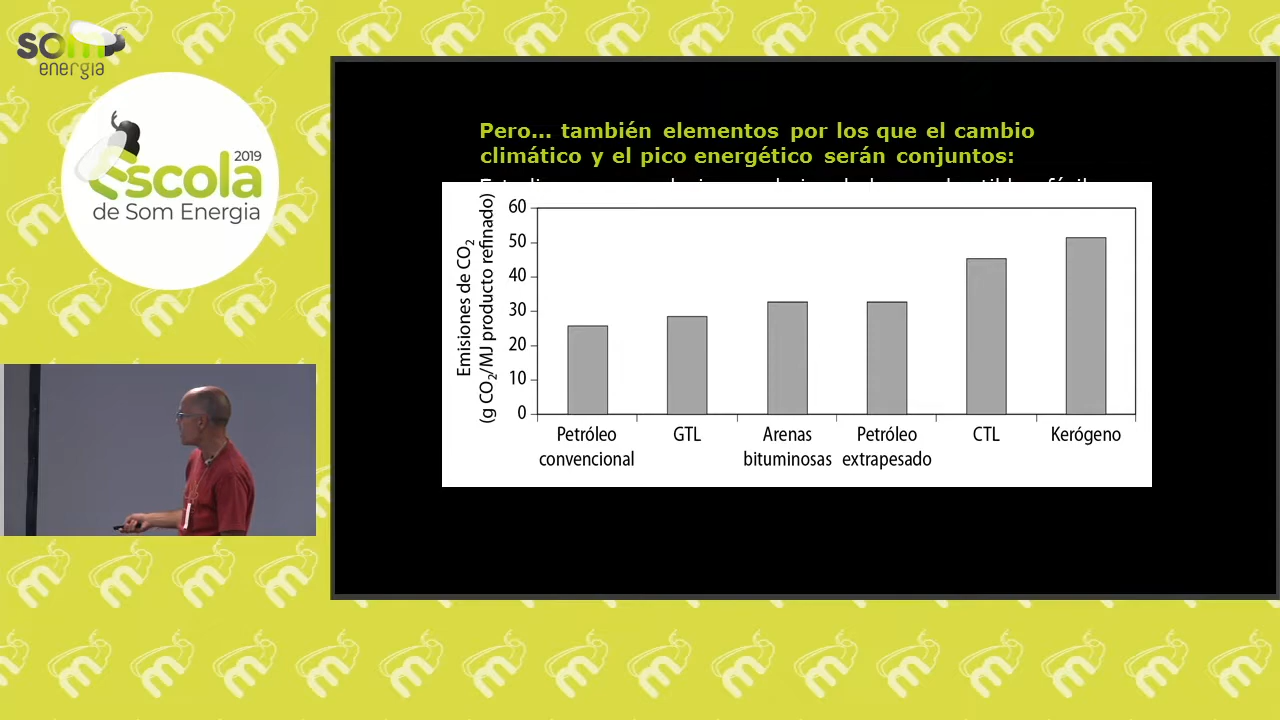 som
energia
2019
Escola
de Som Energia
Pero... también elementos por los que el cambio
climático y el pico energético serán conjuntos:
Emisiones de CO2
(g CO2/MJ producto refinado)
60
50
40
30
20
10
0
Petróleo
convencional
GTL
Arenas
bituminosas
Petróleo
extrapesado
CTL
Kerógeno